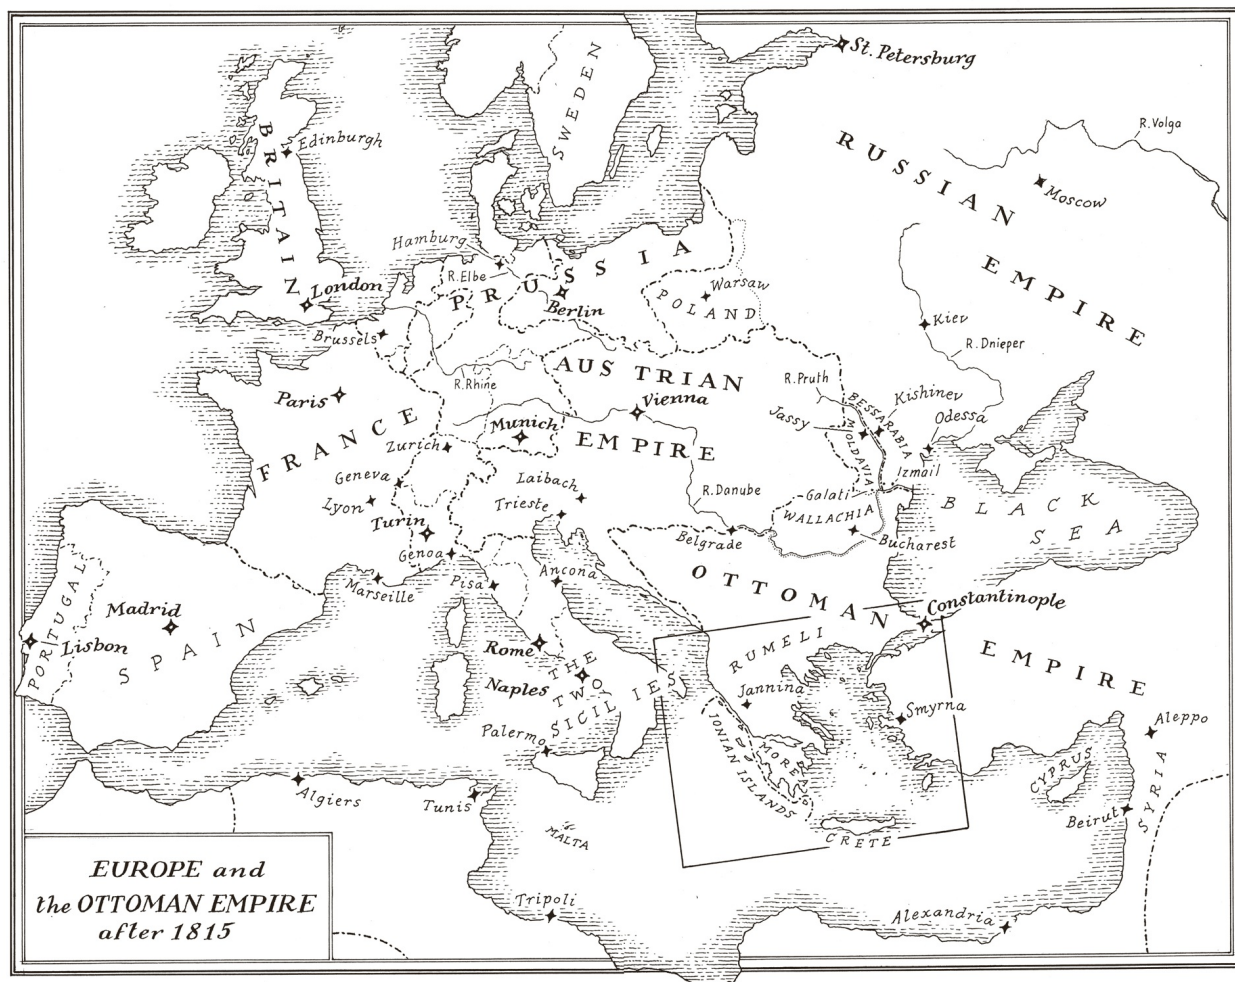 St. Petersburg
SWEDEN
R. Volga
BRITAIN
Edinburgh
RUSSIAN
EMPIRE
Moscow
Hamburg
R. Elbe
PRUSSIA
Berlin
Warsaw
POLAND
London
Brussels
Kiev
R. Dnieper
AUSTRIAN
EMPIRE
R. Rhine
Vienna
R. Pruth
BESSARABIA
Kishinev
Jassy
MOLDAVIA
Odessa
Izmail
Paris
FRANCE
Munich
Zurich
Geneva
Lyon
Turin
Laibach
Trieste
R. Danube
Galati
WALLACHIA
Bucharest
BLACK
SEA
Belgrade
Genoa
Marseille
Pisa
Ancona
OTTOMAN
EMPIRE
Constantinople
PORTUGAL
Madrid
Lisbon
SPAIN
Rome
Naples
THE
TWO
SICILIES
Palermo
RUMELI
Jannina
Smyrna
IONIAN ISLANDS
MOREA
CRETE
Aleppo
CYPRUS
SYRIA
Beirut
Algiers
Tunis
MALTA
Tripoli
Alexandria
EUROPE and
the OTTOMAN EMPIRE
after 1815